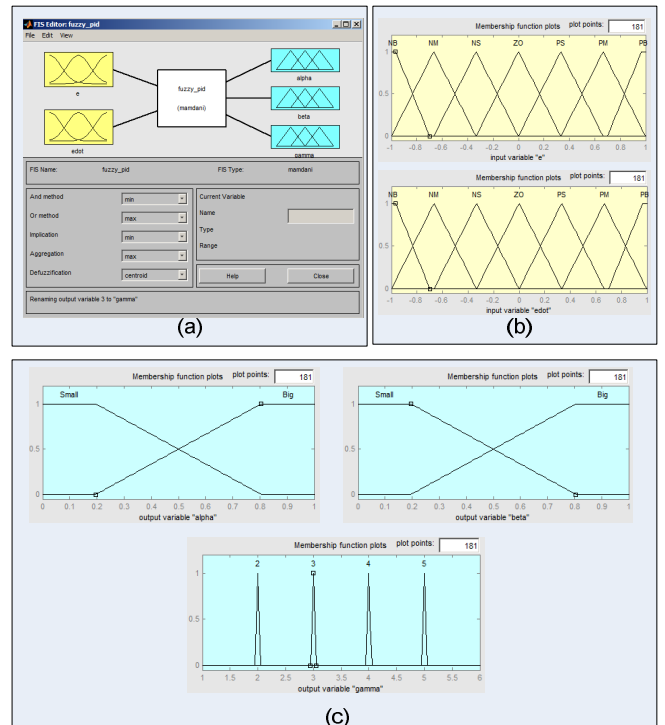 FIS Editor: fuzzy_pid
File Edit View
e
edot
fuzzy_pid
(mamdani)
alpha
beta
gamma
FIS Name: fuzzy_pid FIS Type: mamdani
And method min
Or method max
Implication min
Aggregation max
Defuzzification centroid
Current Variable
Name
Type
Range
Help Close
Renaming output variable 3 to "gamma"
(a)
Membership function plots plot points: 181
NB NM NS ZO PS PM PB
1
0.5
0
-1 -0.8 -0.6 -0.4 -0.2 0 0.2 0.4 0.6 0.8 1
input variable "e"
Membership function plots plot points: 181
NB NM NS ZO PS PM PB
1
0.5
0
-1 -0.8 -0.6 -0.4 -0.2 0 0.2 0.4 0.6 0.8 1
input variable "edot"
(b)
Membership function plots plot points: 181
Small Big
1
0.5
0
0 0.1 0.2 0.3 0.4 0.5 0.6 0.7 0.8 0.9 1
output variable "alpha"
Membership function plots plot points: 181
Small Big
1
0.5
0
0 0.1 0.2 0.3 0.4 0.5 0.6 0.7 0.8 0.9 1
output variable "beta"
Membership function plots plot points: 181
2 3 4 5
1
0.5
0
1 1.5 2 2.5 3 3.5 4 4.5 5 5.5 6
output variable "gamma"
(c)